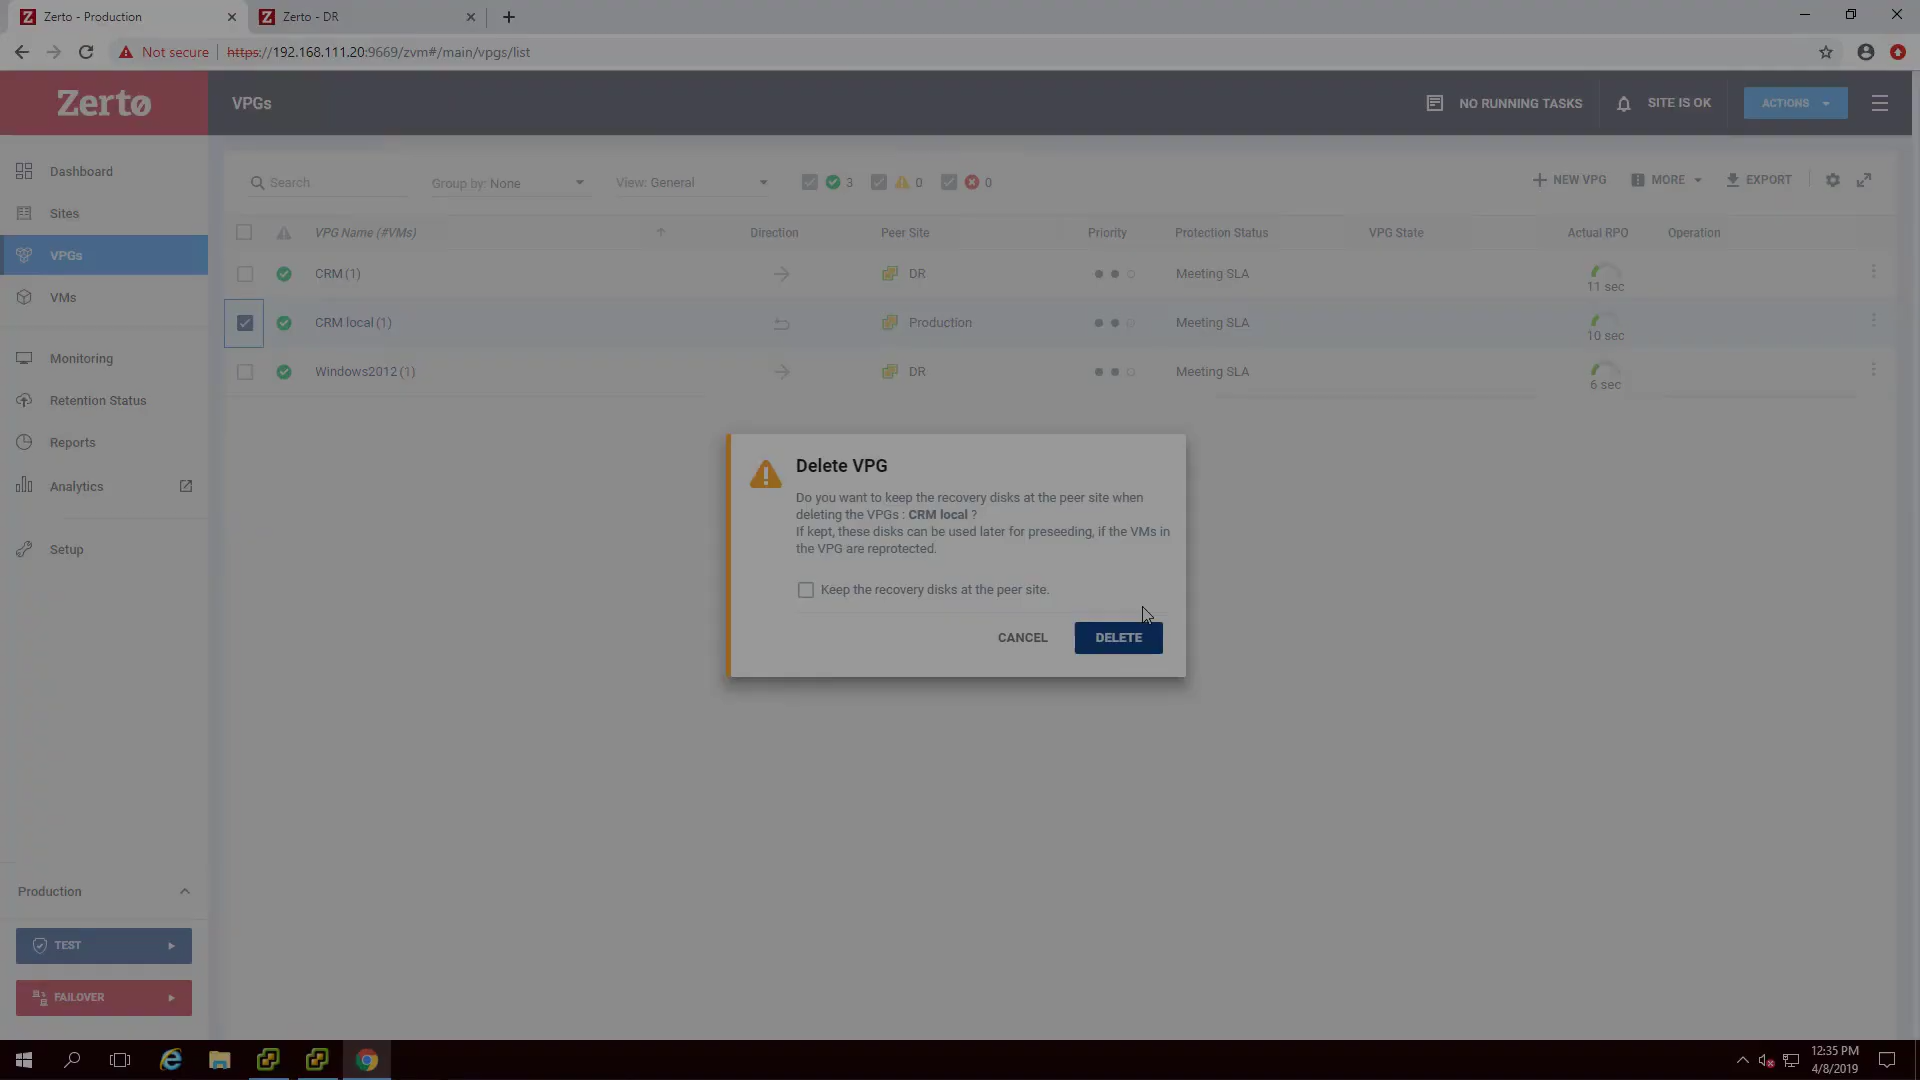 Zerto - Production
Zerto - DR
Not secure
https://192.168.111.20:9669/zvm#/main/vpgs/list
Zerto
VPGs
NO RUNNING TASKS
SITE IS OK
ACTIONS
Dashboard
Sites
VPGs
VMs
Monitoring
Retention Status
Reports
Analytics
Setup
Production
TEST
FAILOVER
Search
Group by: None
View: General
3
0
0
NEW VPG
MORE
EXPORT
VPG Name (#VMs)
Direction
Peer Site
Priority
Protection Status
VPG State
Actual RPO
Operation
CRM (1)
DR
Meeting SLA
11 sec
CRM local (1)
Production
Meeting SLA
10 sec
Windows2012 (1)
DR
Meeting SLA
6 sec
Delete VPG
Do you want to keep the recovery disks at the peer site when
deleting the VPGs : CRM local ?
If kept, these disks can be used later for preseeding, if the VMs in
the VPG are reprotected.
Keep the recovery disks at the peer site.
CANCEL
DELETE
12:35 PM
4/8/2019